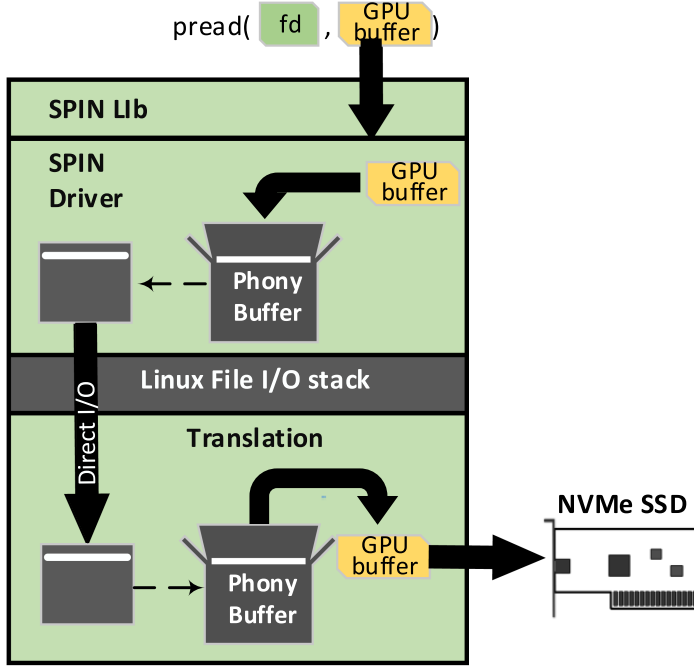 pread( fd , GPU buffer )
SPIN LIb
SPIN
Driver
GPU
buffer
Phony
Buffer
Linux File I/O stack
Direct I/O
Translation
NVMe SSD
GPU
buffer
Phony
Buffer